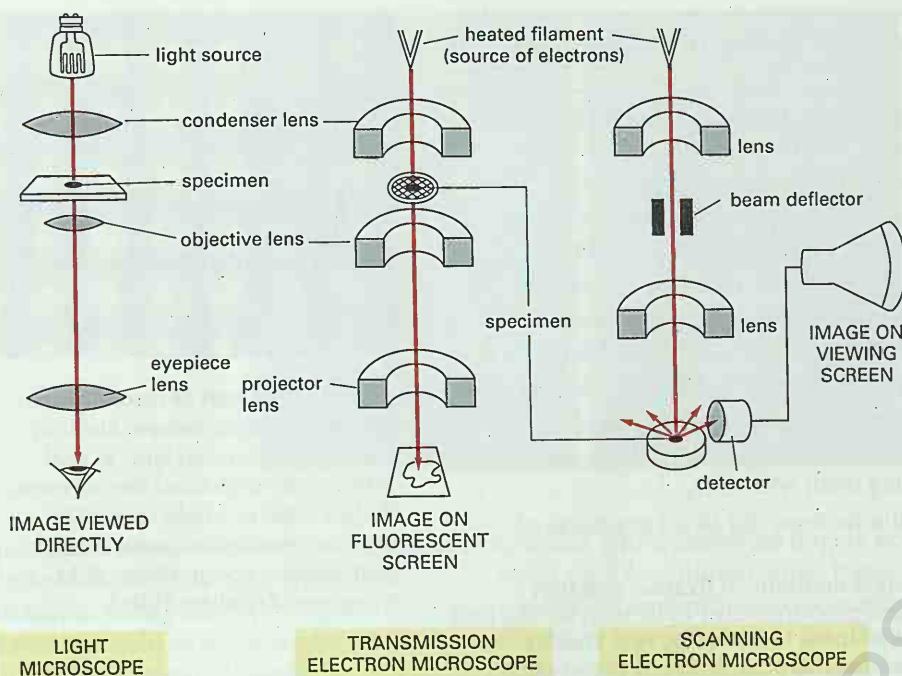 light source
heated filament
(source of electrons)
condenser lens
lens
specimen
beam deflector
objective lens
specimen
lens
IMAGE ON
VIEWING
SCREEN
eyepiece
lens
projector
lens
detector
IMAGE VIEWED
DIRECTLY
IMAGE ON
FLUORESCENT
SCREEN
LIGHT
MICROSCOPE
TRANSMISSION
ELECTRON MICROSCOPE
SCANNING
ELECTRON MICROSCOPE